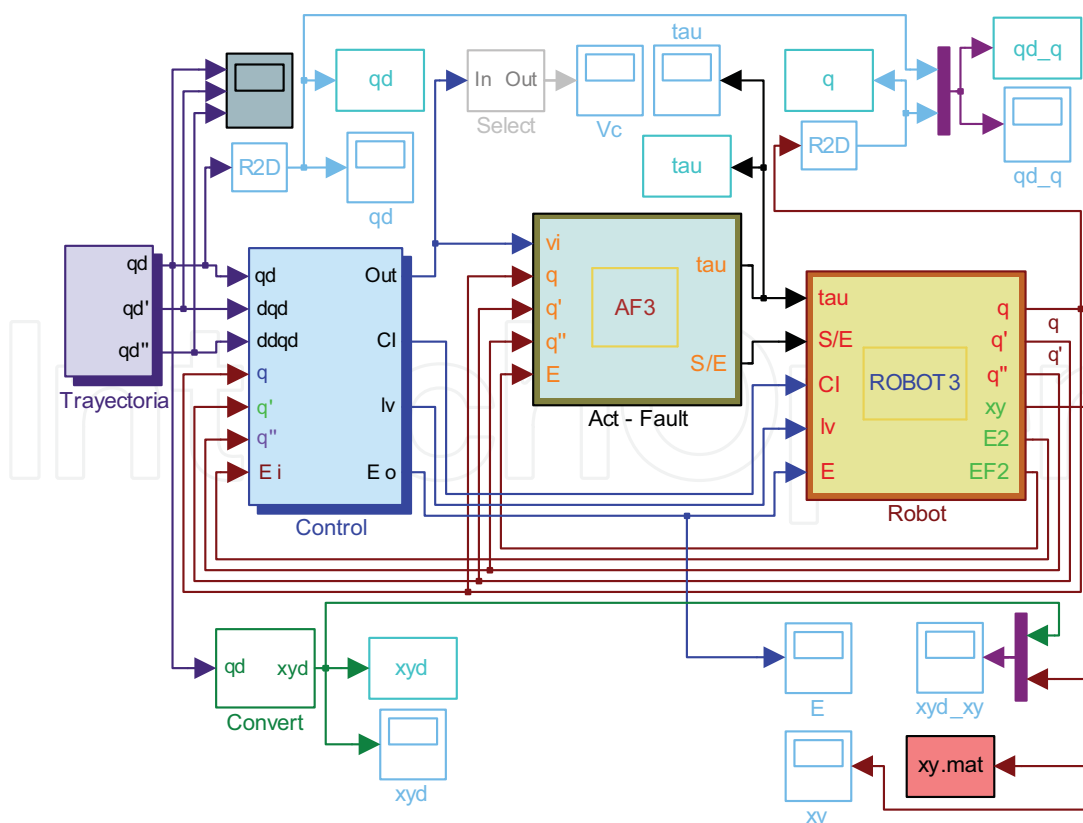 tau
qd
In Out
Select
Vc
q
qd_q
R2D
qd
tau
R2D
qd_q
qd
qd'
qd"
Trayectoria
qd
dqd
ddqd
q
q'
q"
E i
Out
CI
Iv
E o
Control
vi
q
q'
q"
E
AF3
tau
S/E
Act - Fault
tau
S/E
CI
Iv
E
ROBOT3
q
q'
q"
xy
E2
EF2
Robot
q
q'
qd
xyd
Convert
xyd
xyd
E
xyd_xy
xy.mat
xy